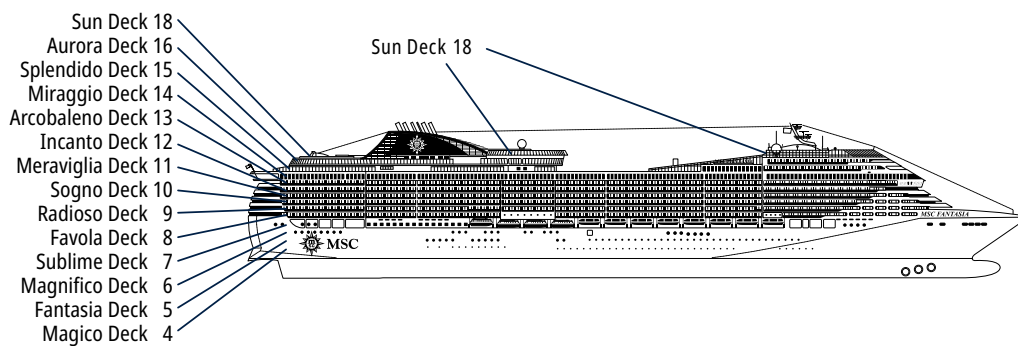 Sun Deck 18
Aurora Deck 16
Splendido Deck 15
Miraggio Deck 14
Arcobaleno Deck 13
Incanto Deck 12
Meraviglia Deck 11
Sogno Deck 10
Radioso Deck 9
Favola Deck 8
Sublime Deck 7
Magnifico Deck 6
Fantasia Deck 5
Magico Deck 4
Sun Deck 18
MSC FANTASIA
MSC